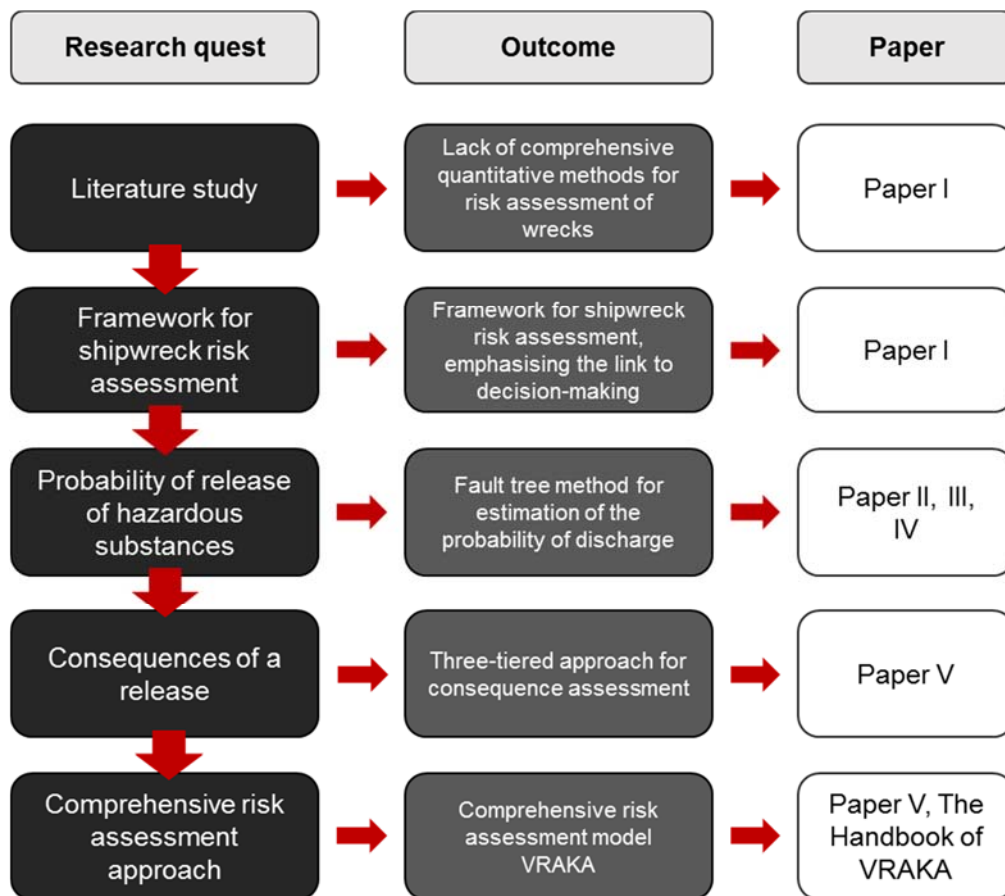 Research quest
Outcome
Paper
Literature study
Lack of comprehensive
quantitative methods for
risk assessment of
wrecks
Paper I
Framework for
shipwreck risk
assessment
Framework for shipwreck
risk assessment,
emphasising the link to
decision-making
Paper I
Probability of release
of hazardous
substances
Fault tree method for
estimation of the
probability of discharge
Paper II, III,
IV
Consequences of a
release
Three-tiered approach for
consequence assessment
Paper V
Comprehensive risk
assessment
approach
Comprehensive risk
assessment model
VRAKA
Paper V, The
Handbook of
VRAKA